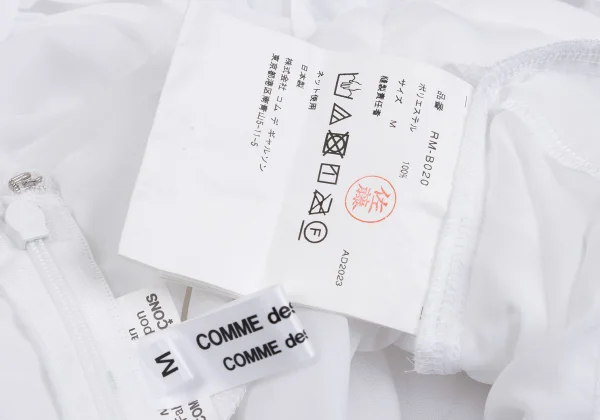 品番 RM-B020
ポリエステル 100%
サイズ M
縫製責任者
佐藤
AD2023
ネット使用
日本製
株式会社 コム デ ギャルソン
東京都港区南青山5-11-5
F
*CONS
pon
M
COMME des
COMME des